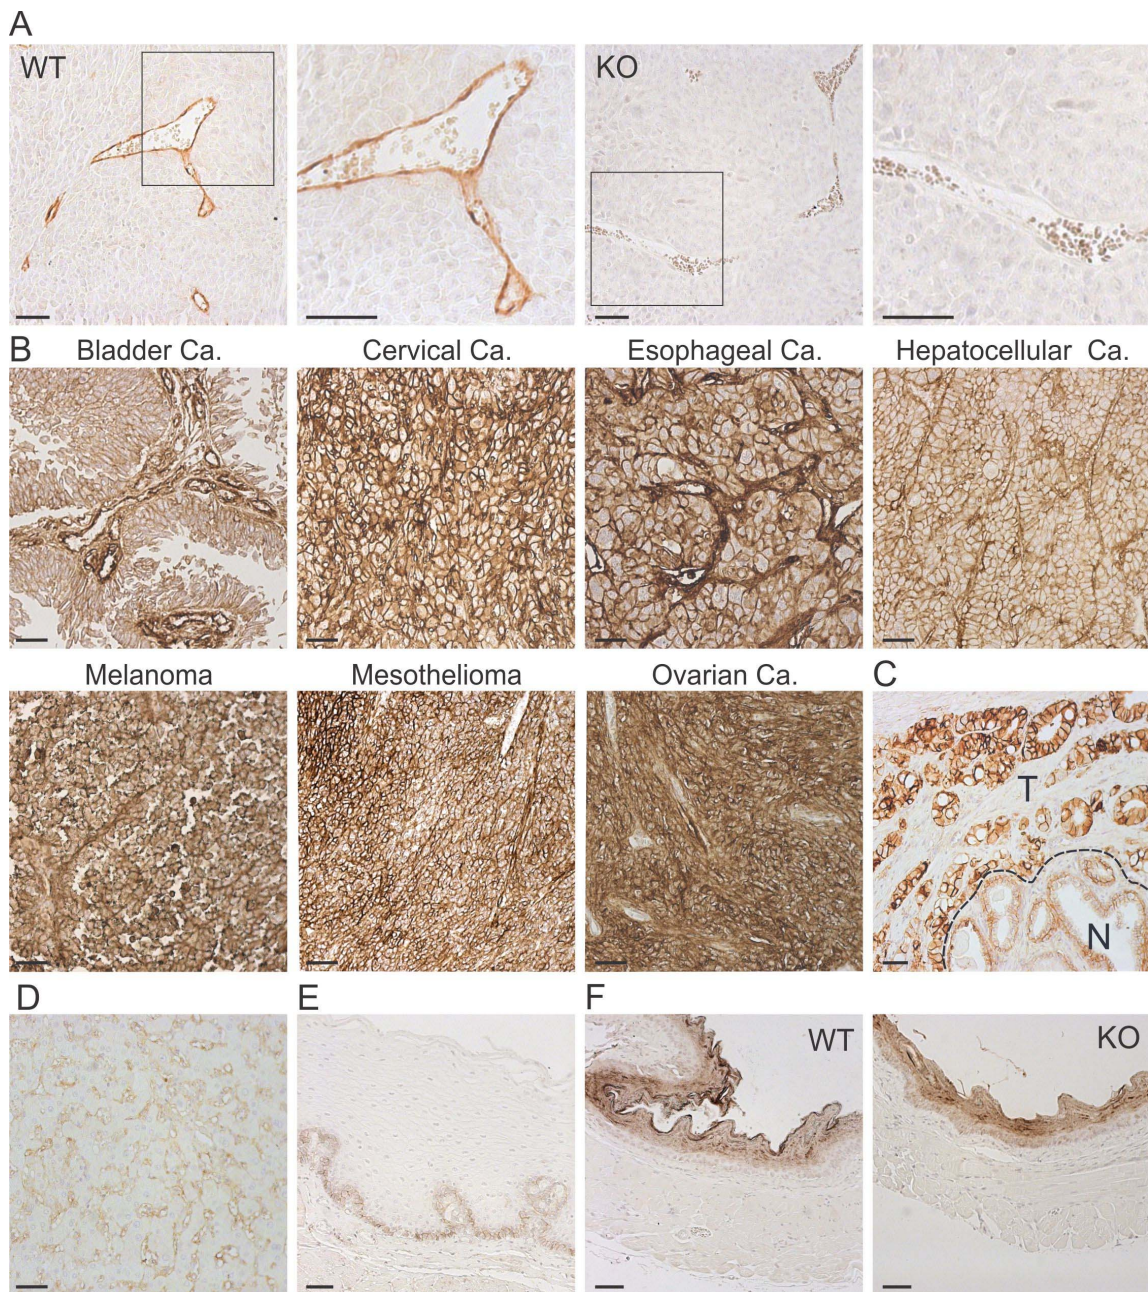 A
WT
KO
B
Bladder Ca.
Cervical Ca.
Esophageal Ca.
Hepatocellular Ca.
Melanoma
Mesothelioma
Ovarian Ca.
C
T
N
D
E
F
WT
KO